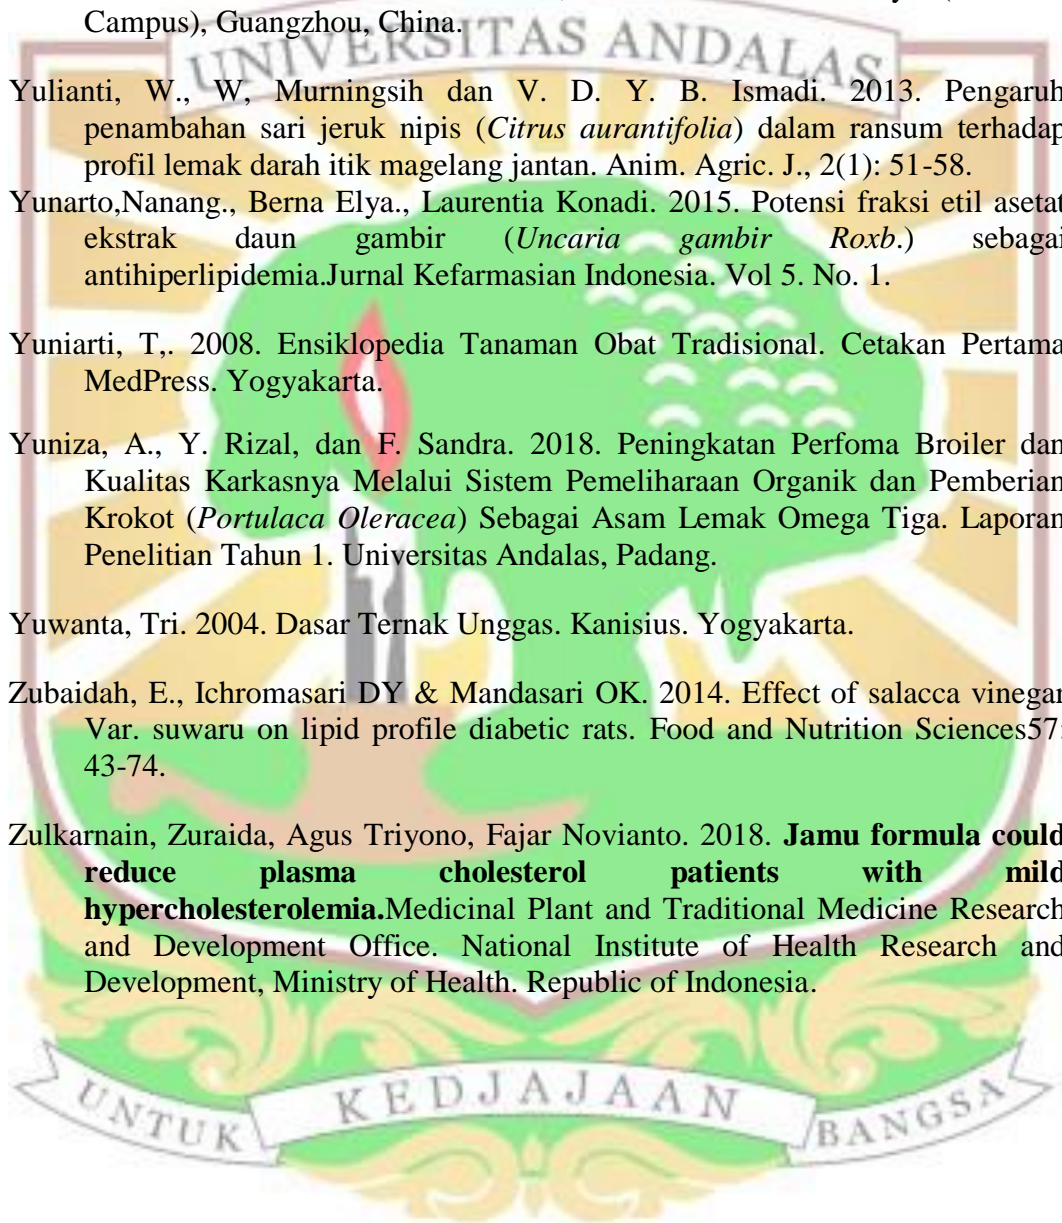 Campus), Guangzhou, China.
UNIVERSITAS ANDALAS
Yulianti, W., W, Murningsih dan V. D. Y. B. Ismadi. 2013. Pengaruh
penambahan sari jeruk nipis (Citrus aurantifolia) dalam ransum terhadap
profil lemak darah itik magelang jantan. Anim. Agric. J., 2(1): 51-58.
Yunarto,Nanang., Berna Elya., Laurentia Konadi. 2015. Potensi fraksi etil asetat
ekstrak daun gambir (Uncaria gambir Roxb.) sebagai
antihiperlipidemia.Jurnal Kefarmasian Indonesia. Vol 5. No. 1.
Yuniarti, T,. 2008. Ensiklopedia Tanaman Obat Tradisional. Cetakan Pertama
MedPress. Yogyakarta.
Yuniza, A., Y. Rizal, dan F. Sandra. 2018. Peningkatan Perfoma Broiler dan
Kualitas Karkasnya Melalui Sistem Pemeliharaan Organik dan Pemberian
Krokot (Portulaca Oleracea) Sebagai Asam Lemak Omega Tiga. Laporan
Penelitian Tahun 1. Universitas Andalas, Padang.
Yuwanta, Tri. 2004. Dasar Ternak Unggas. Kanisius. Yogyakarta.
Zubaidah, E., Ichromasari DY & Mandasari OK. 2014. Effect of salacca vinegar
Var. suwaru on lipid profile diabetic rats. Food and Nutrition Sciences57:
43-74.
Zulkarnain, Zuraida, Agus Triyono, Fajar Novianto. 2018. Jamu formula could
reduce plasma cholesterol patients with mild
hypercholesterolemia.Medicinal Plant and Traditional Medicine Research
and Development Office. National Institute of Health Research and
Development, Ministry of Health. Republic of Indonesia.
UNTUK KEDJAJAAN BANGSA